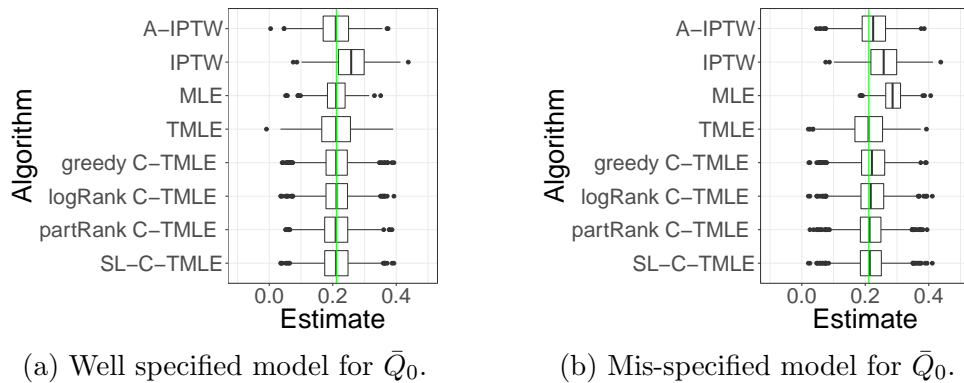 A−IPTW
IPTW
MLE
TMLE
greedy C−TMLE
logRank C−TMLE
partRank C−TMLE
SL−C−TMLE
Algorithm
0.0 0.2 0.4
Estimate
(a) Well specified model for Q̄₀.
A−IPTW
IPTW
MLE
TMLE
greedy C−TMLE
logRank C−TMLE
partRank C−TMLE
SL−C−TMLE
Algorithm
0.0 0.2 0.4
Estimate
(b) Mis-specified model for Q̄₀.